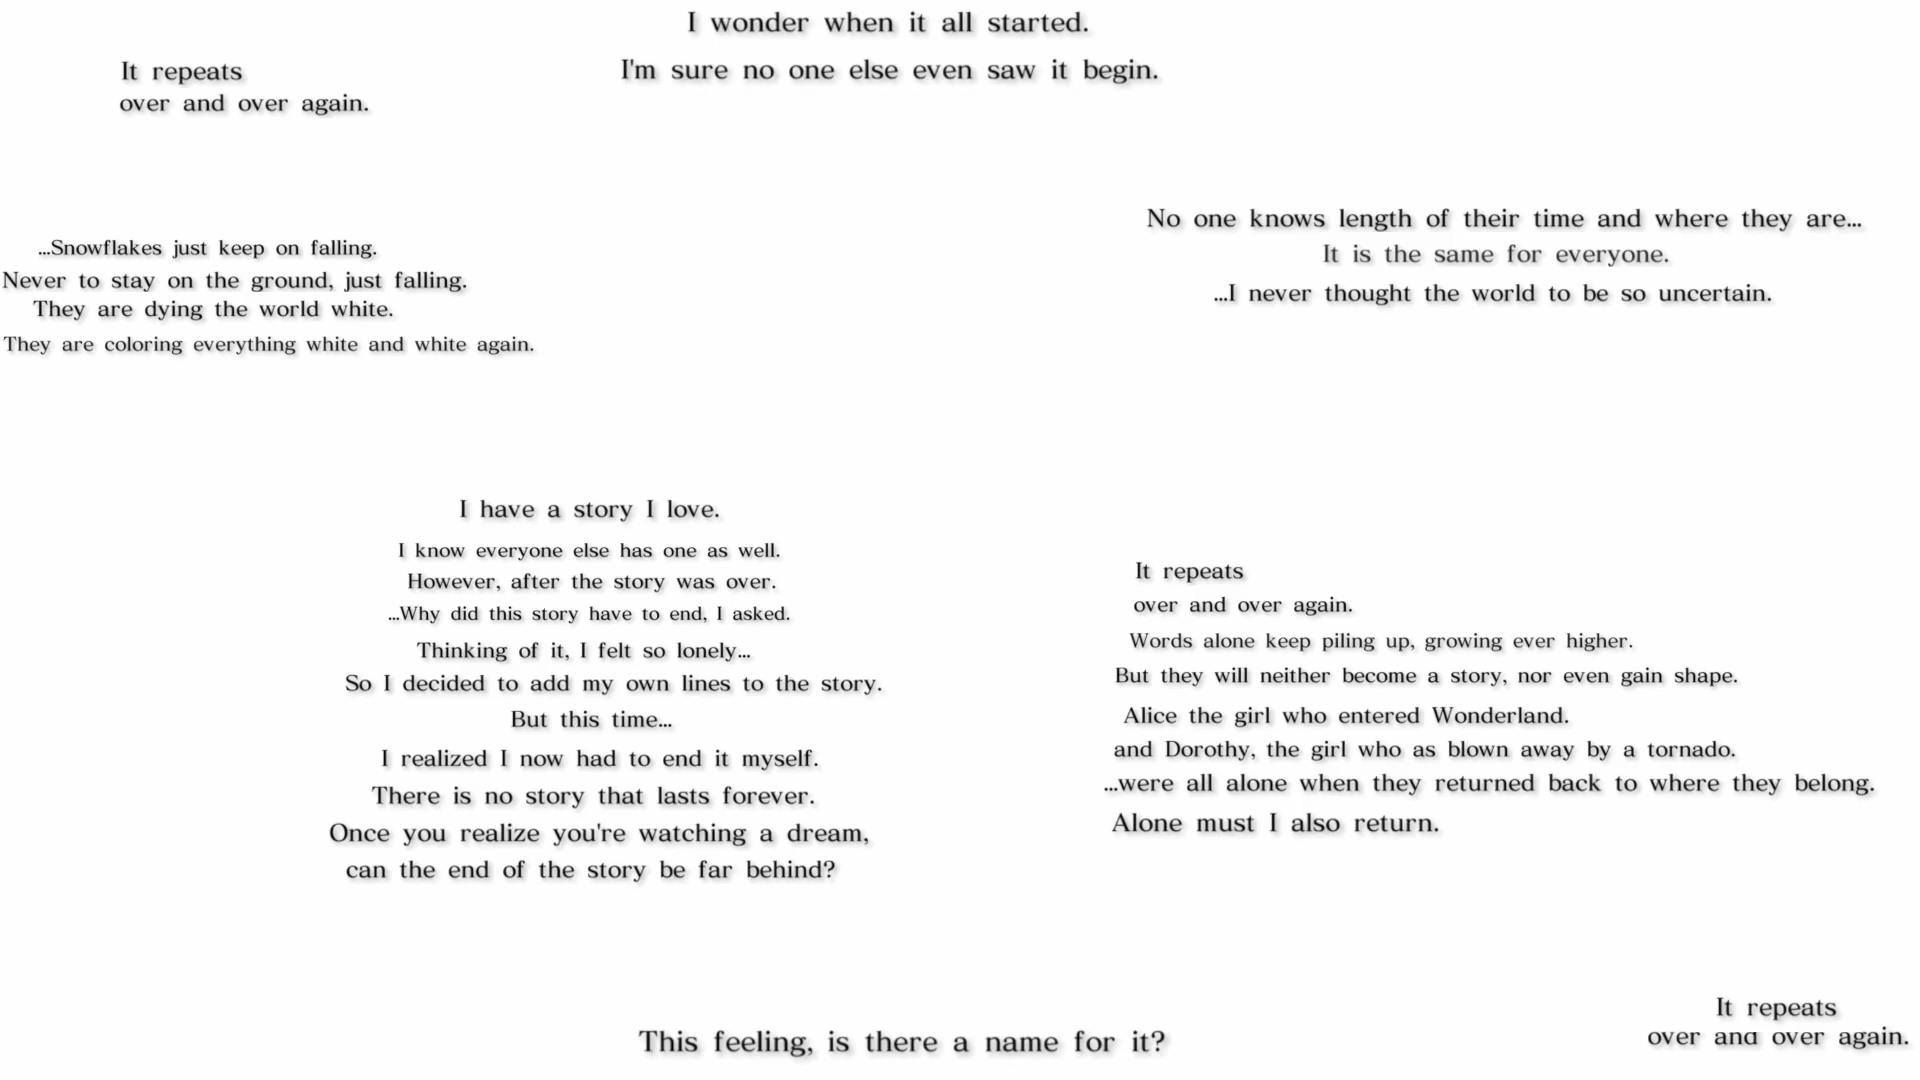 I wonder when it all started.
I'm sure no one else even saw it begin.
It repeats
over and over again.
...Snowflakes just keep on falling.
Never to stay on the ground, just falling.
They are dying the world white.
They are coloring everything white and white again.
No one knows length of their time and where they are...
It is the same for everyone.
...I never thought the world to be so uncertain.
I have a story I love.
I know everyone else has one as well.
However, after the story was over.
...Why did this story have to end, I asked.
Thinking of it, I felt so lonely...
So I decided to add my own lines to the story.
But this time...
I realized I now had to end it myself.
There is no story that lasts forever.
Once you realize you're watching a dream,
can the end of the story be far behind?
It repeats
over and over again.
Words alone keep piling up, growing ever higher.
But they will neither become a story, nor even gain shape.
Alice the girl who entered Wonderland.
and Dorothy, the girl who as blown away by a tornado.
...were all alone when they returned back to where they belong.
Alone must I also return.
This feeling, is there a name for it?
It repeats
over and over again.